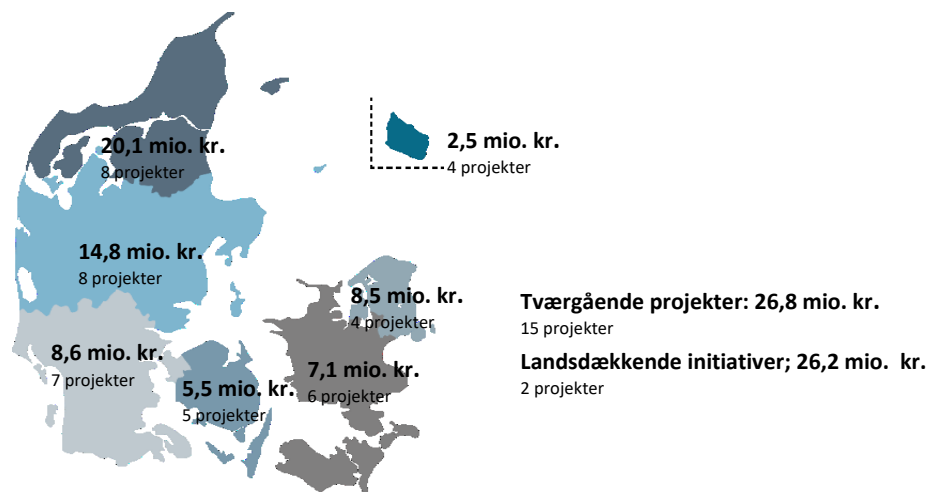 20,1 mio. kr.
8 projekter
2,5 mio. kr.
4 projekter
14,8 mio. kr.
8 projekter
8,5 mio. kr.
4 projekter
Tværgående projekter: 26,8 mio. kr.
15 projekter
8,6 mio. kr.
7 projekter
7,1 mio. kr.
6 projekter
Landsdækkende initiativer; 26,2 mio. kr.
2 projekter
5,5 mio. kr.
5 projekter